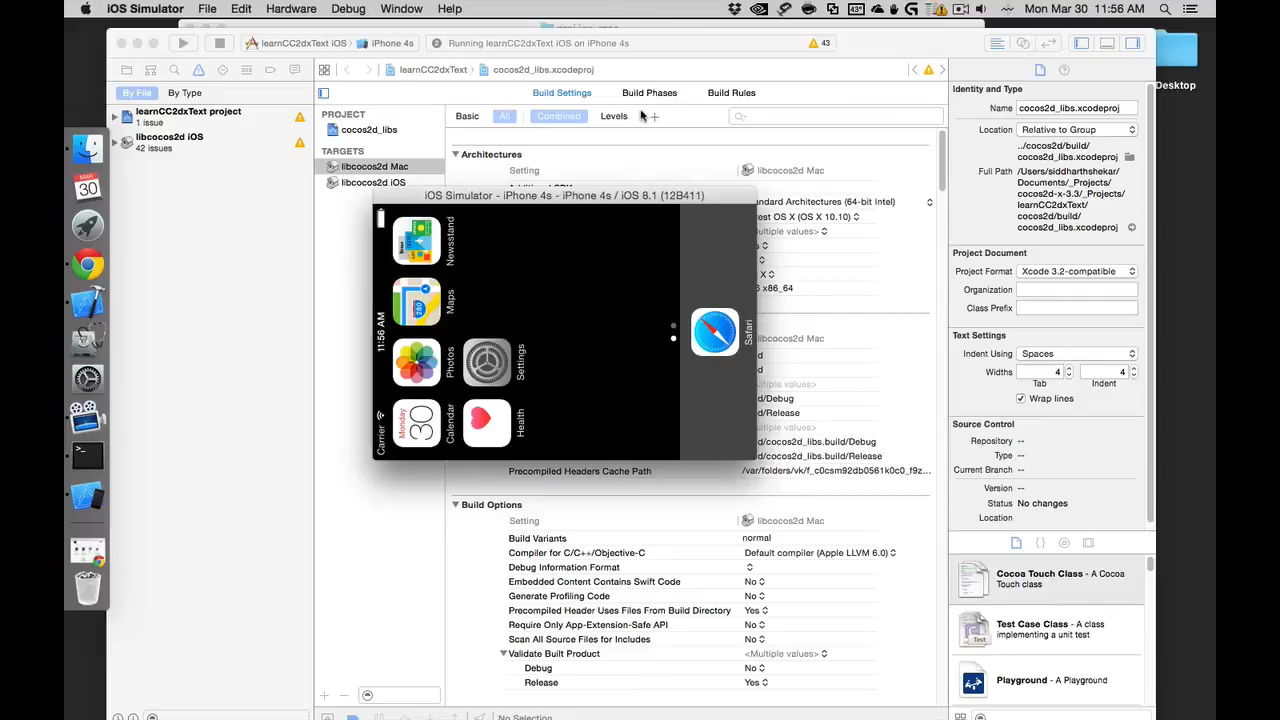 iOS Simulator File Edit Hardware Debug Window Help
Mon Mar 30 11:56 AM
learnCC2dxText iOS iPhone 4s
2 Running learnCC2dxText iOS on iPhone 4s
43
learnCC2dxText cocos2d_libs.xcodeproj
By File By Type
learnCC2dxText project
1 issue
libcocos2d iOS
42 issues
Build Settings Build Phases Build Rules
PROJECT
cocos2d_libs
TARGETS
libcocos2d Mac
libcocos2d iOS
Basic All Combined Levels
Architectures
Setting libcocos2d Mac
iOS Simulator - iPhone 4s - iPhone 4s / iOS 8.1 (12B411)
Carrier 11:56 AM
Monday
30
Calendar
Photos
Maps
280
Newsstand
Health
Settings
Safari
ndard Architectures (64-bit Intel)
test OS X (OS X 10.10)
Multiple values>
X
x86_64
libcocos2d Mac
ultiple values>
d/Debug
d/Release
ultiple values>
d/cocos2d_libs.build/Debug
d/cocos2d_libs.build/Release
Precompiled Headers Cache Path /var/folders/vk/f_c0csm92db0561k0c0_f9z...
Build Options
Setting libcocos2d Mac
Build Variants normal
Compiler for C/C++/Objective-C Default compiler (Apple LLVM 6.0)
Debug Information Format
Embedded Content Contains Swift Code No
Generate Profiling Code No
Precompiled Header Uses Files From Build Directory Yes
Require Only App-Extension-Safe API No
Scan All Source Files for Includes No
Validate Built Product <Multiple values>
Debug No
Release Yes
No Selection
Identity and Type
Name cocos2d_libs.xcodeproj
Location Relative to Group
../cocos2d/build/
cocos2d_libs.xcodeproj
Full Path /Users/siddharthshekar/
Documents/_Projects/
cocos2d-x-3.3/_Projects/
learnCC2dxText/
cocos2d/build/
cocos2d_libs.xcodeproj
Project Document
Project Format Xcode 3.2-compatible
Organization
Class Prefix
Text Settings
Indent Using Spaces
Widths 4 4
Tab Indent
Wrap lines
Source Control
Repository --
Type --
Current Branch --
Version --
Status No changes
Location
Cocoa Touch Class - A Cocoa
Touch class
Test
Test Case Class - A class
implementing a unit test
Playground - A Playground
Desktop
MAR
30